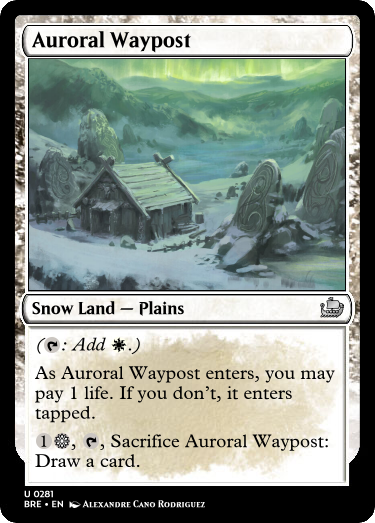 Auroral Waypost
Snow Land — Plains
(: Add .)
As Auroral Waypost enters, you may
pay 1 life. If you don't, it enters
tapped.
1 , , Sacrifice Auroral Waypost:
Draw a card.
U 0281
BRE • EN Alexandre Cano Rodriguez